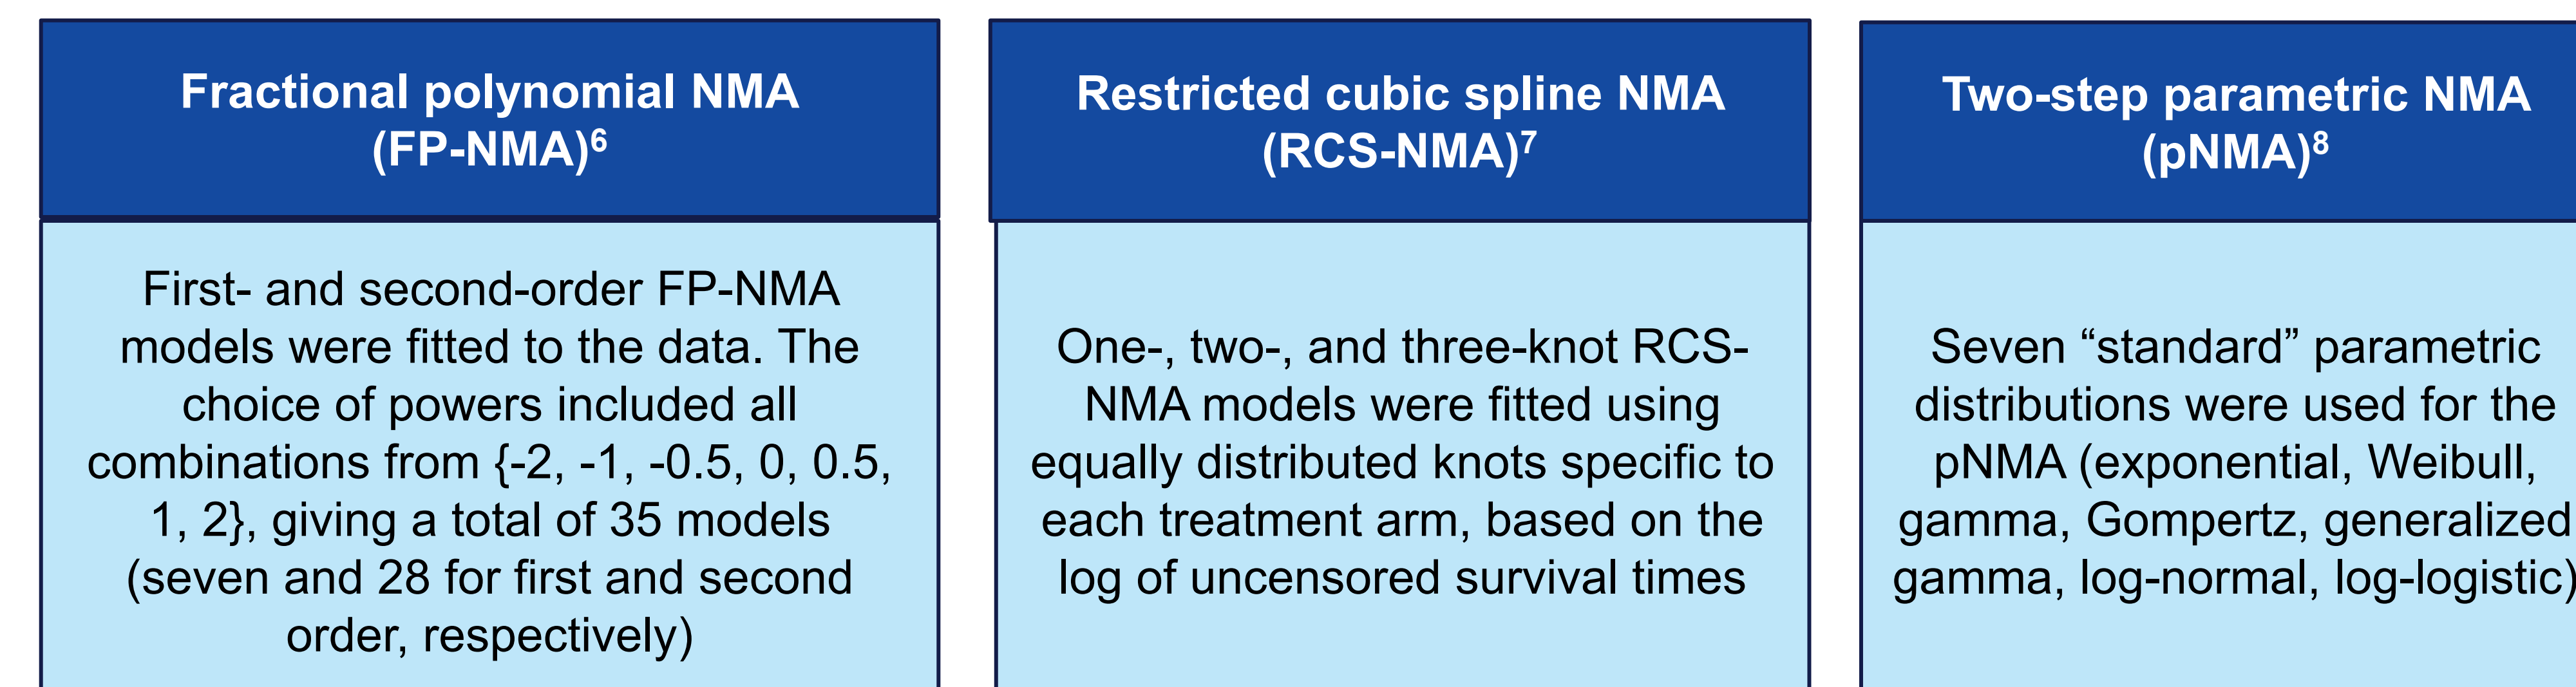 Fractional polynomial NMA
(FP-NMA)⁶
First- and second-order FP-NMA
models were fitted to the data. The
choice of powers included all
combinations from {-2, -1, -0.5, 0, 0.5,
1, 2}, giving a total of 35 models
(seven and 28 for first and second
order, respectively)
Restricted cubic spline NMA
(RCS-NMA)⁷
One-, two-, and three-knot RCS-
NMA models were fitted using
equally distributed knots specific to
each treatment arm, based on the
log of uncensored survival times
Two-step parametric NMA
(pNMA)⁸
Seven “standard” parametric
distributions were used for the
pNMA (exponential, Weibull,
gamma, Gompertz, generalized
gamma, log-normal, log-logistic)